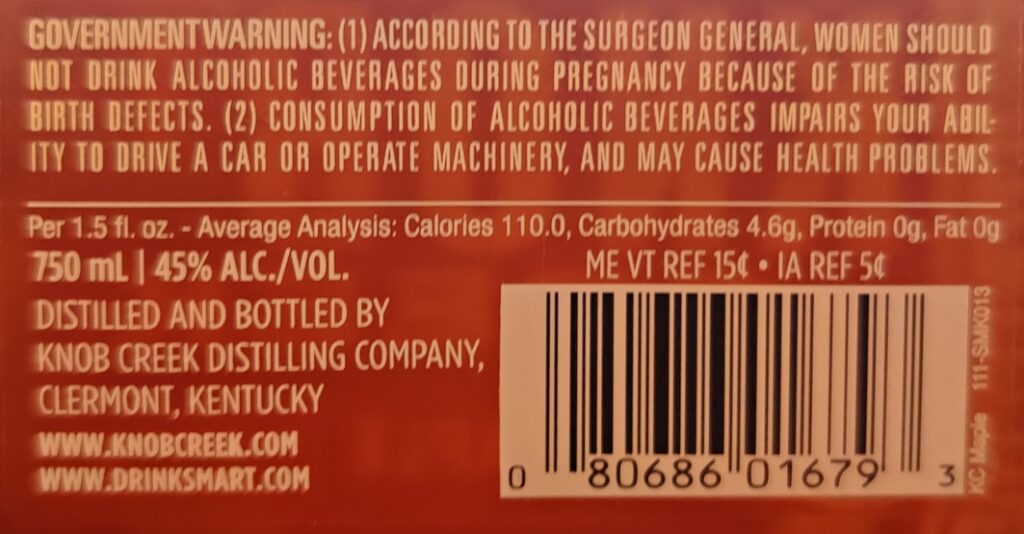 GOVERNMENT WARNING: (1) ACCORDING TO THE SURGEON GENERAL, WOMEN SHOULD
NOT DRINK ALCOHOLIC BEVERAGES DURING PREGNANCY BECAUSE OF THE RISK OF
BIRTH DEFECTS. (2) CONSUMPTION OF ALCOHOLIC BEVERAGES IMPAIRS YOUR ABIL-
ITY TO DRIVE A CAR OR OPERATE MACHINERY, AND MAY CAUSE HEALTH PROBLEMS.
Per 1.5 fl. oz. - Average Analysis: Calories 110.0, Carbohydrates 4.6g, Protein 0g, Fat 0g
750 mL | 45% ALC./VOL.
ME VT REF 15¢ • IA REF 5¢
DISTILLED AND BOTTLED BY
KNOB CREEK DISTILLING COMPANY,
CLERMONT, KENTUCKY
WWW.KNOBCREEK.COM
WWW.DRINKSMART.COM
0 80686 01679 3
KC Maple 111-SMK013